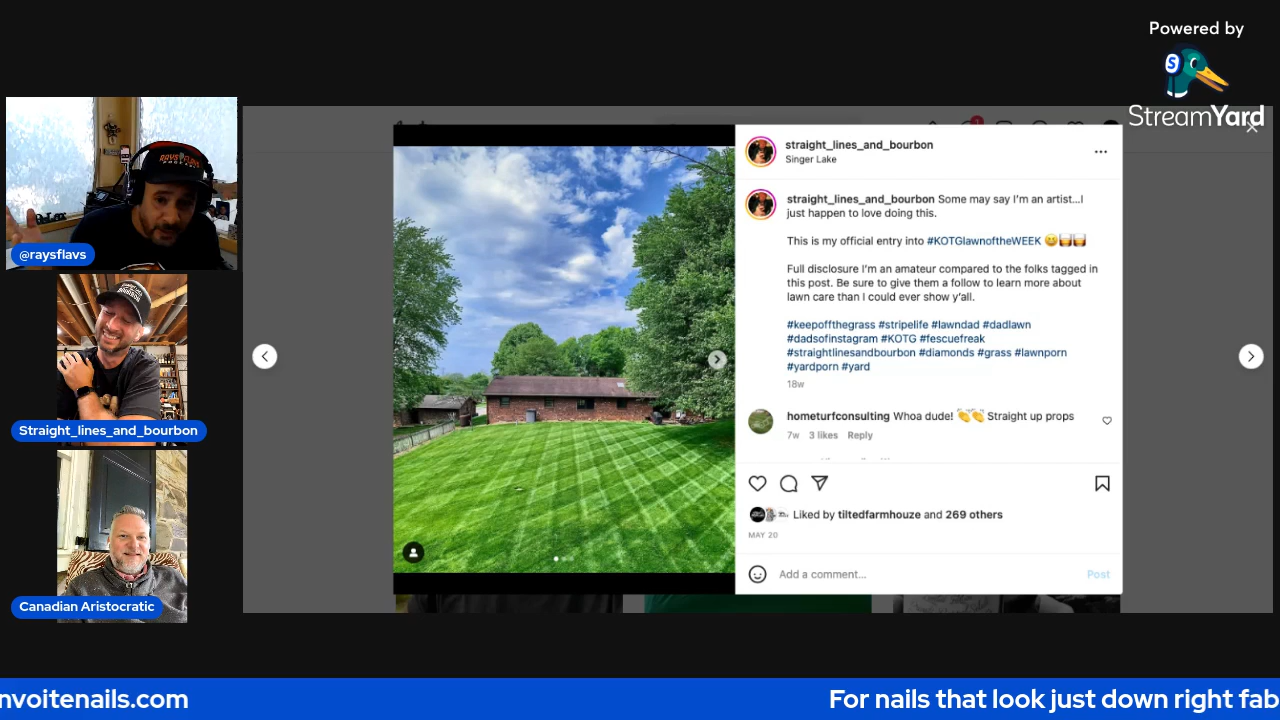 Powered by
StreamYard
@raysflavs
Straight_lines_and_bourbon
Canadian Aristocratic
straight_lines_and_bourbon
Singer Lake
straight_lines_and_bourbon Some may say I'm an artist...I
just happen to love doing this.
This is my official entry into #KOTGlawnoftheWEEK 😄🥃🥃
Full disclosure I'm an amateur compared to the folks tagged in
this post. Be sure to give them a follow to learn more about
lawn care than I could ever show y'all.
#keepoffthegrass #stripelife #lawndad #dadlawn
#dadsofinstagram #KOTG #fescuefreak
#straightlinesandbourbon #diamonds #grass #lawnporn
#yardporn #yard
18w
hometurfconsulting Whoa dude! 👏👏 Straight up props
7w 3 likes Reply
Liked by tiltedfarmhouze and 269 others
MAY 20
Add a comment...
Post
nvoitenails.com
For nails that look just down right fab